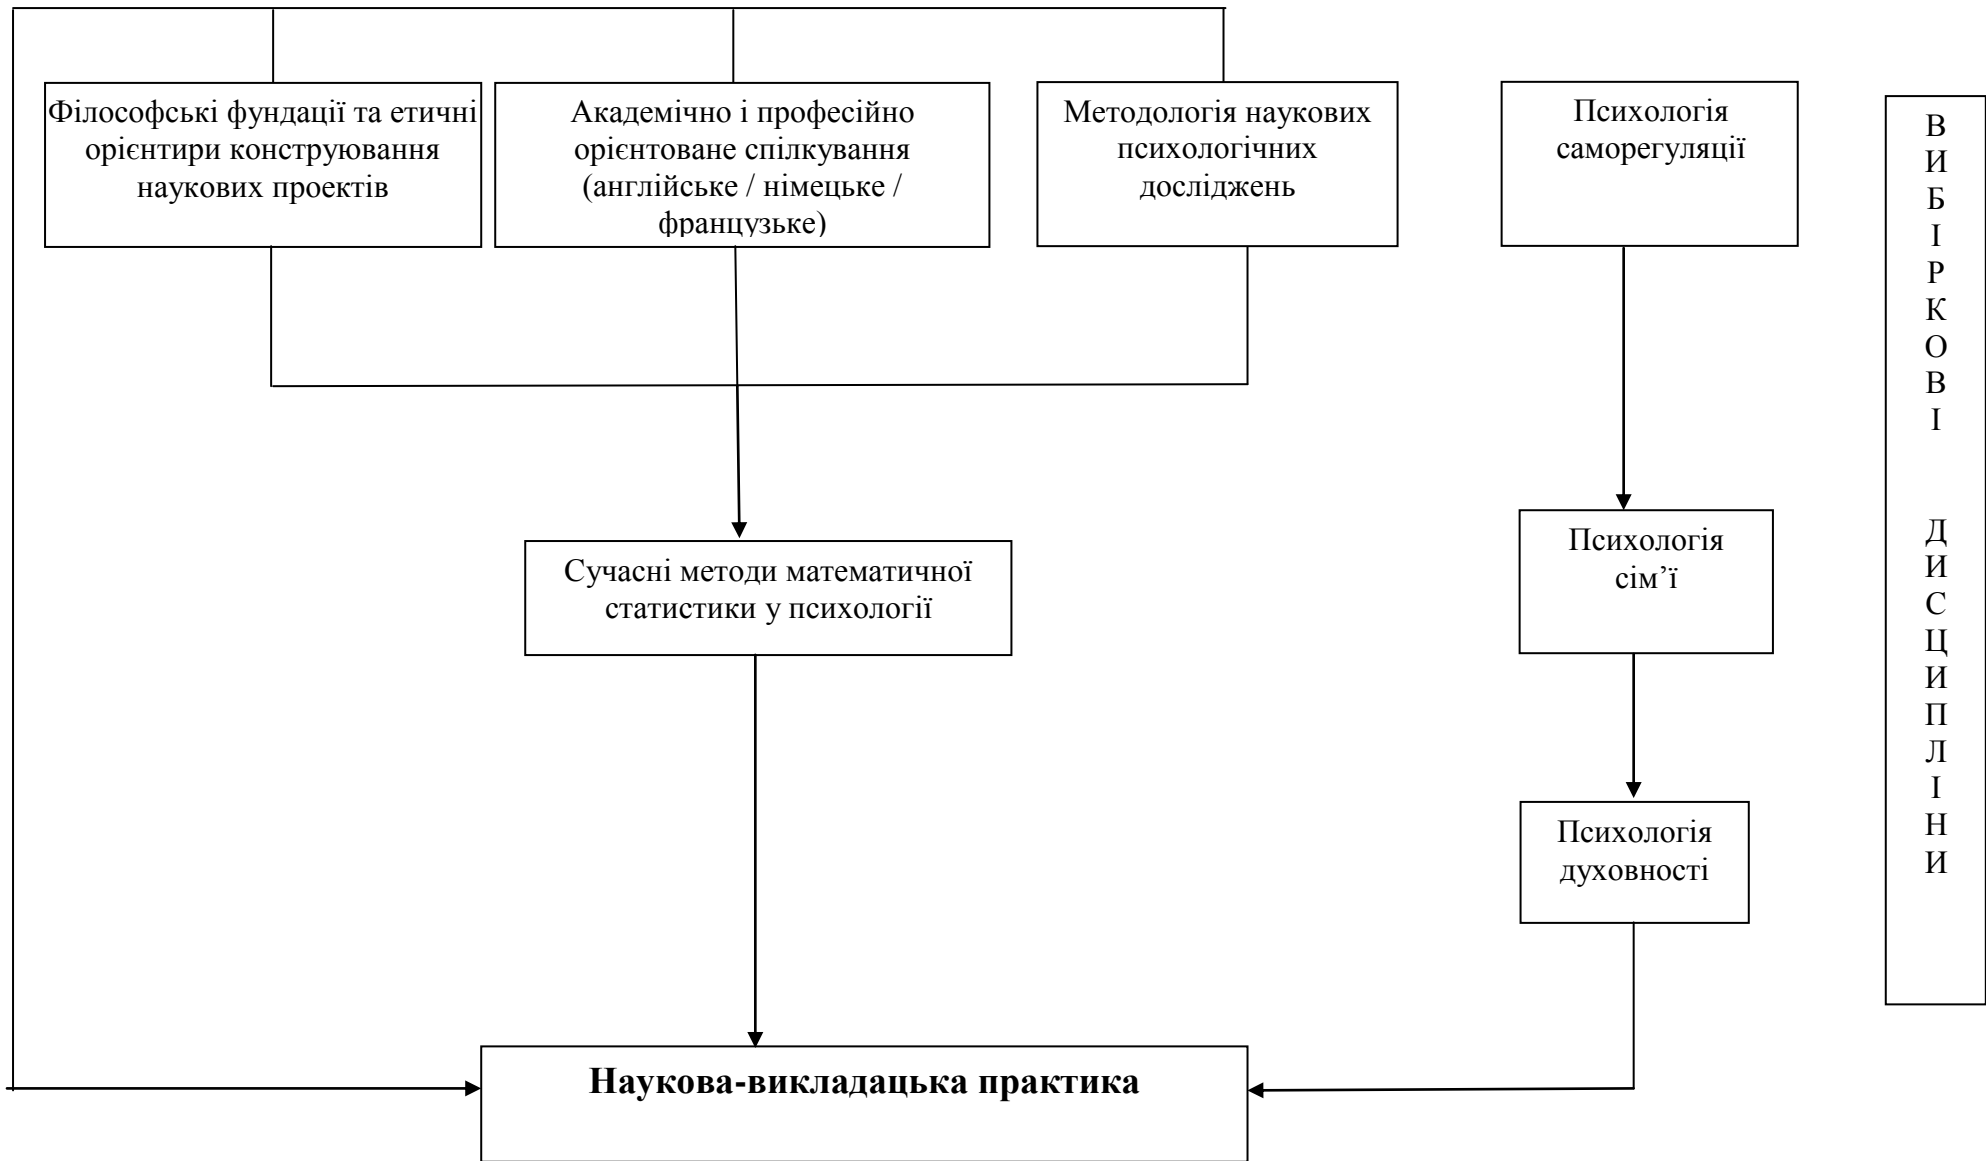 Філософські фундації та етичні
орієнтири конструювання
наукових проектів
Академічно і професійно
орієнтоване спілкування
(англійське / німецьке /
французьке)
Методологія наукових
психологічних
досліджень
Психологія
саморегуляції
В
И
Б
І
Р
К
О
В
І
Д
И
С
Ц
И
П
Л
І
Н
И
Сучасні методи математичної
статистики у психології
Психологія
сім’ї
Психологія
духовності
Наукова-викладацька практика